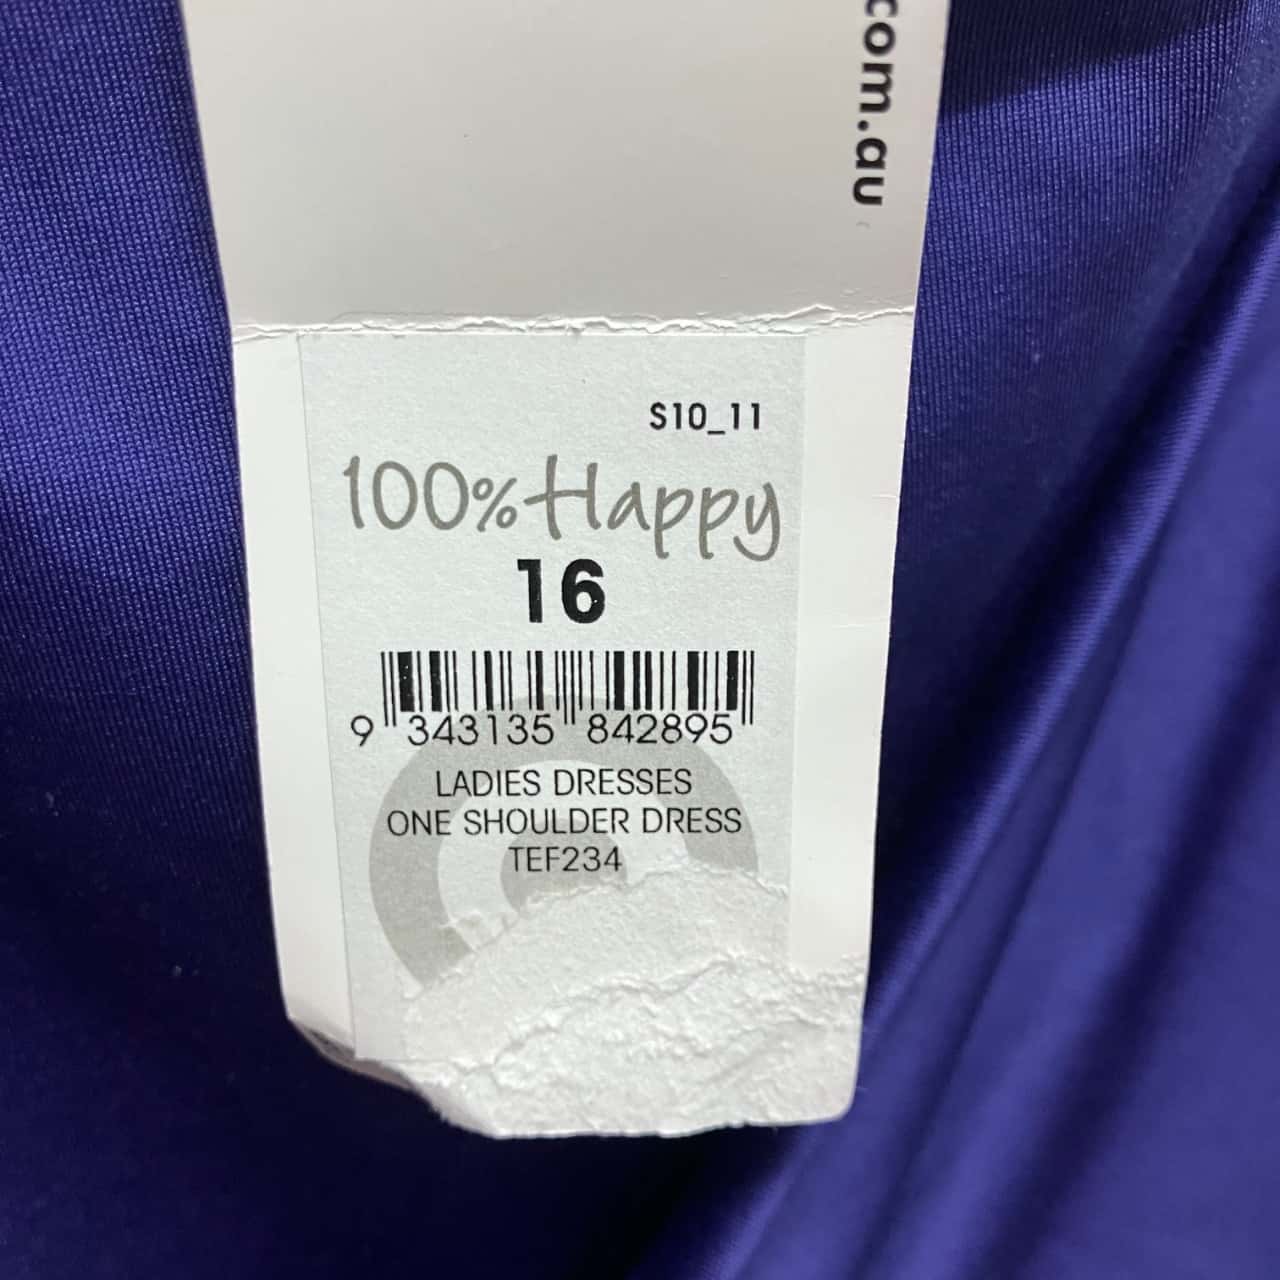 com.au
S10_11
100% Happy
16
9 343135 842895
LADIES DRESSES
ONE SHOULDER DRESS
TEF234